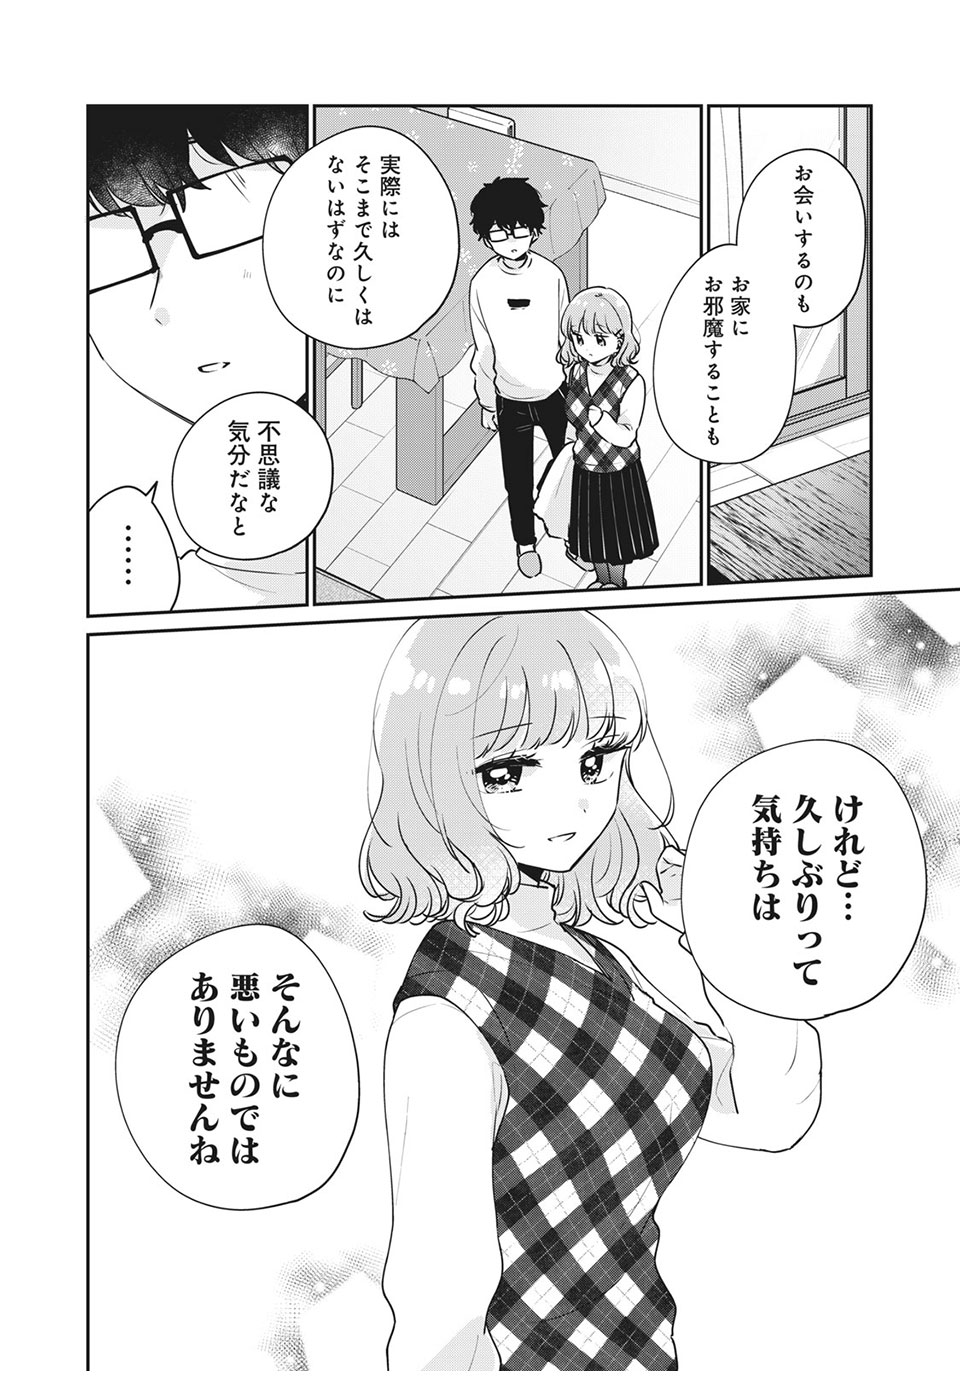 お会いするのも
お家に
お邪魔することも
実際には
そこまで久しくは
ないはずなのに
不思議な
気分だなと
……
けれど…
久しぶりって
気持ちは
そんなに
悪いものでは
ありませんね